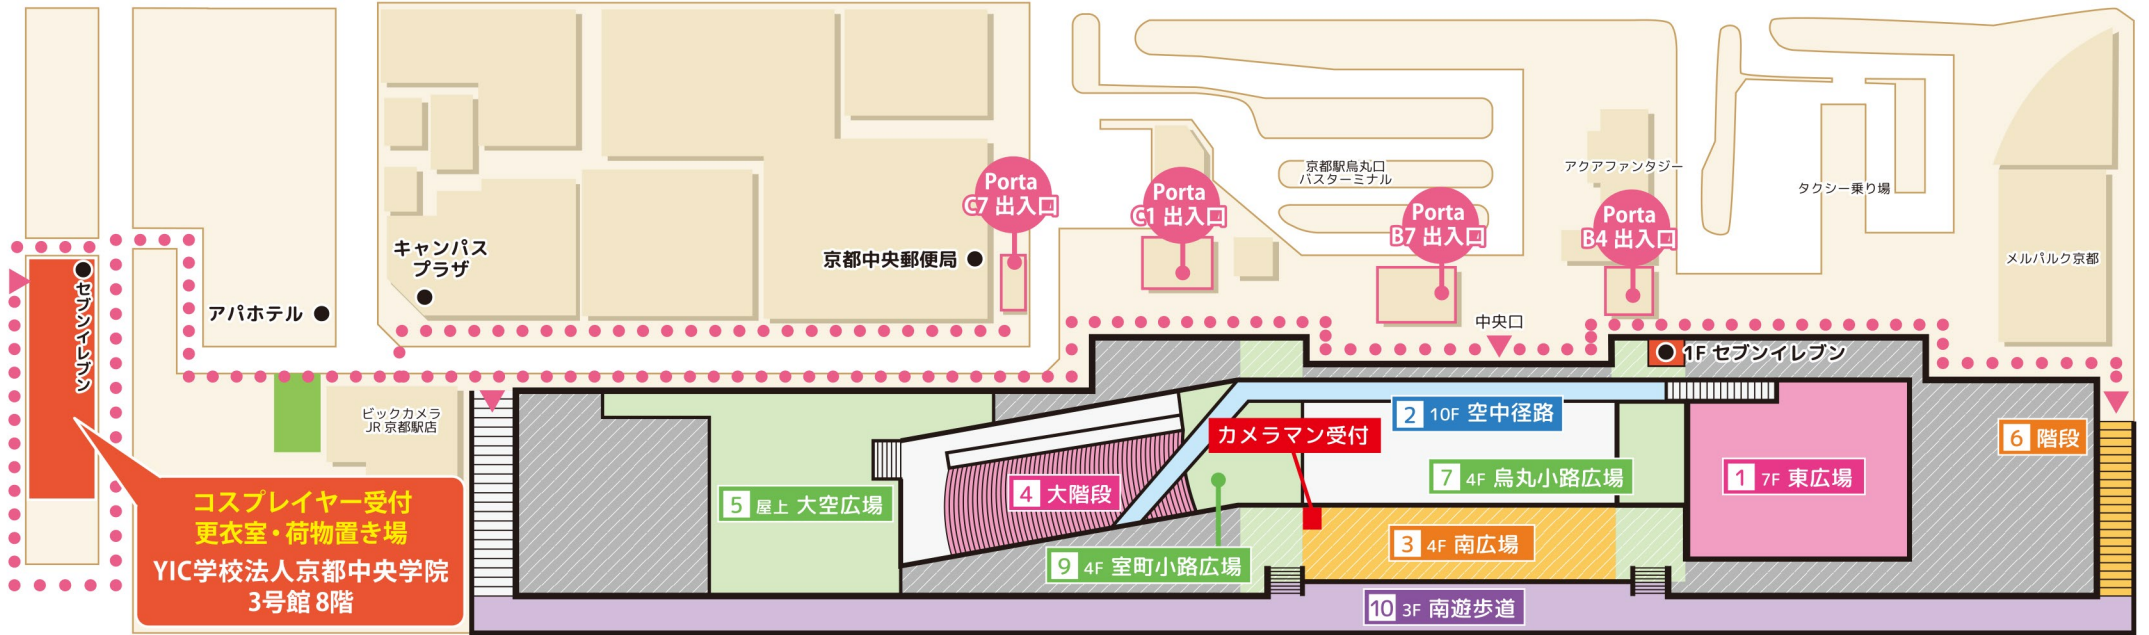 Porta
C7 出入口
Porta
C1 出入口
京都駅烏丸口
バスターミナル
Porta
B7 出入口
アクアファンタジー
Porta
B4 出入口
タクシー乗り場
メルパルク京都
セブンイレブン
アパホテル
キャンパス
プラザ
京都中央郵便局
中央口
1F セブンイレブン
ビックカメラ
JR京都駅店
コスプレイヤー受付
更衣室・荷物置き場
YIC学校法人京都中央学院
3号館 8階
5 屋上 大空広場
4 大階段
9 4F 室町小路広場
カメラマン受付
2 10F 空中径路
7 4F 烏丸小路広場
3 4F 南広場
10 3F 南遊歩道
1 7F 東広場
6 階段